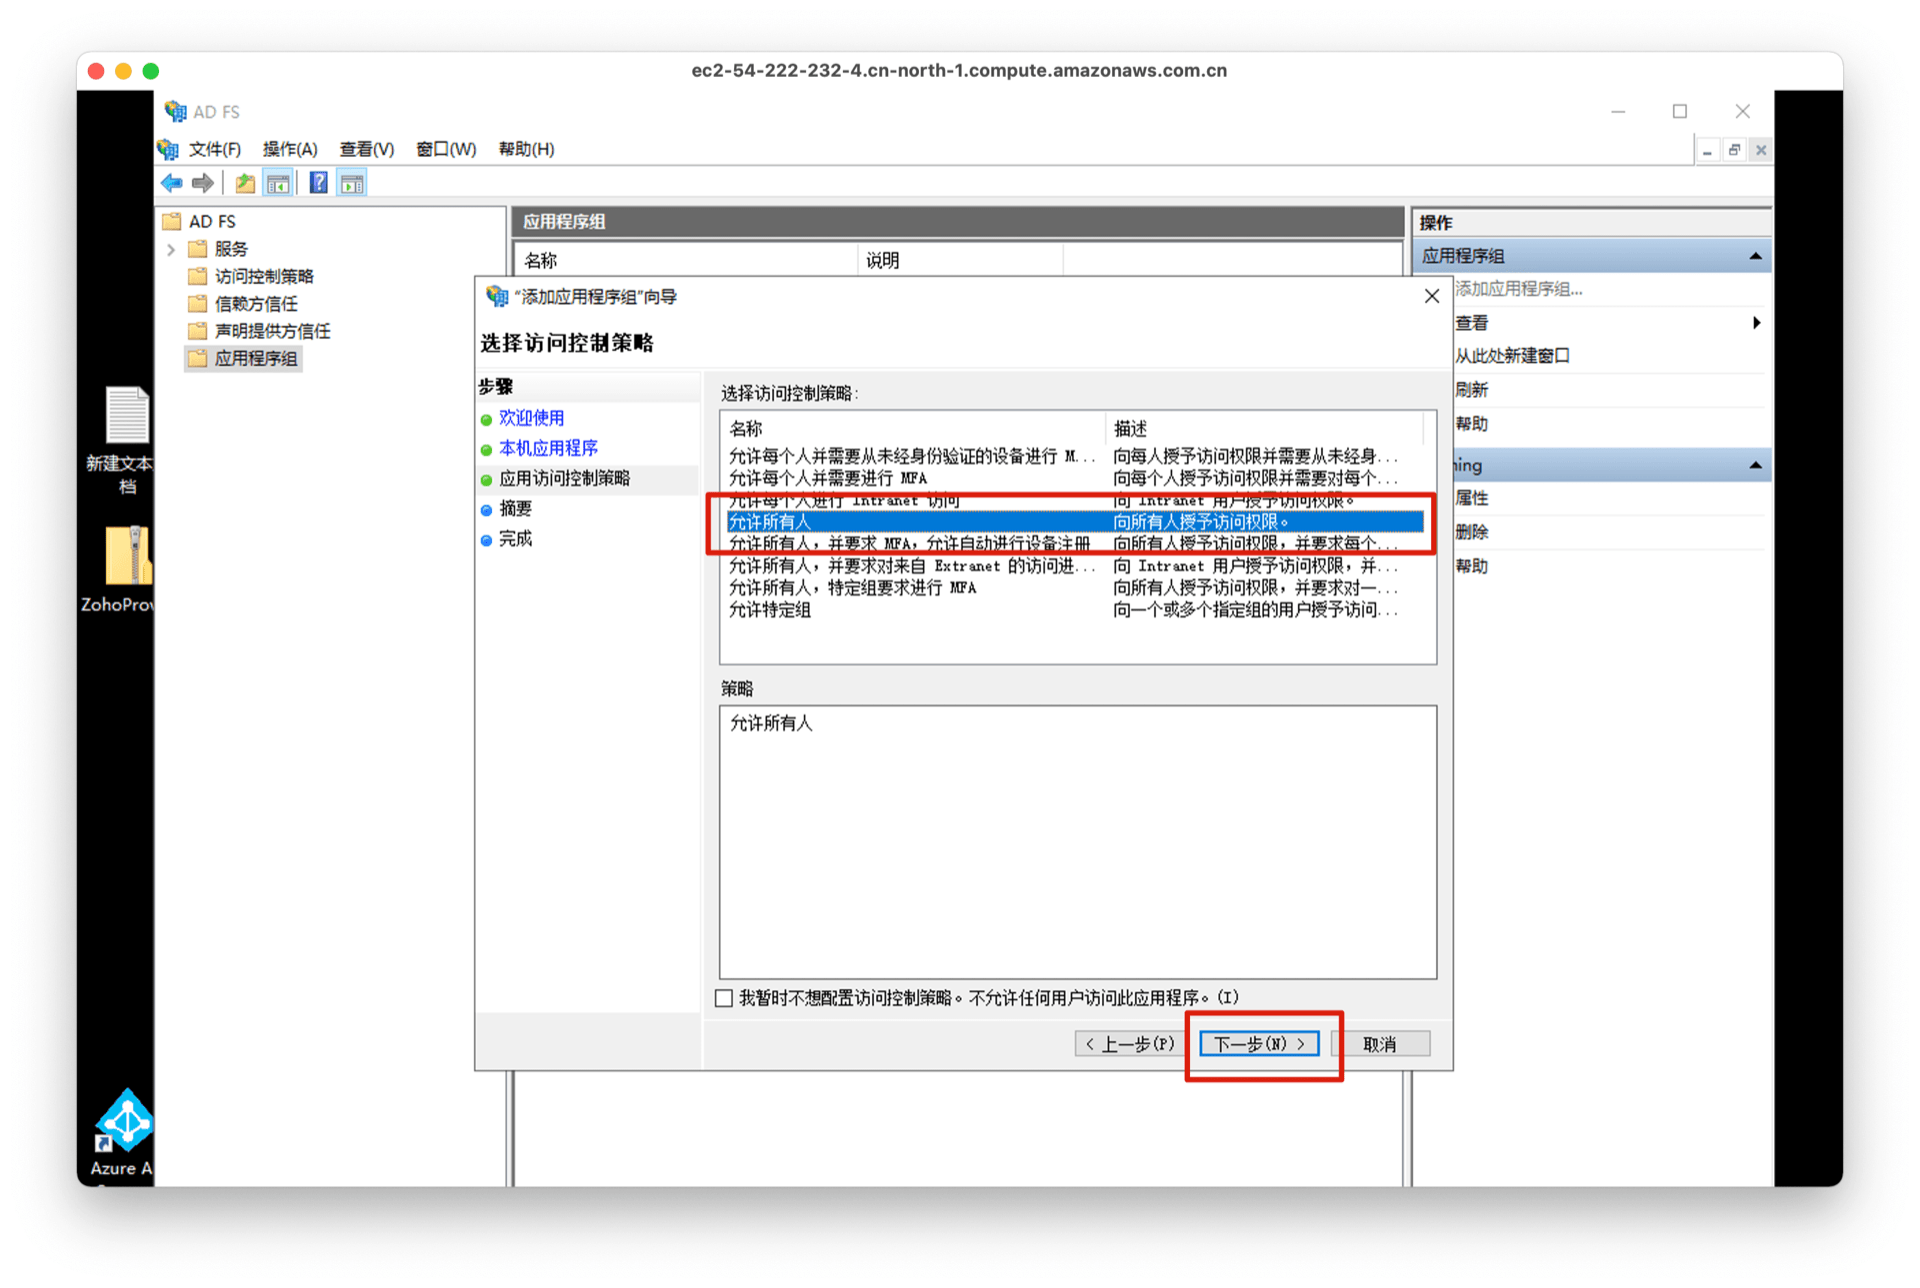 ec2-54-222-232-4.cn-north-1.compute.amazonaws.com.cn
AD FS
文件(F) 操作(A) 查看(V) 窗口(W) 帮助(H)
AD FS
服务
访问控制策略
信赖方信任
声明提供方信任
应用程序组
新建文本
档
ZohoProv
Azure A
应用程序组
名称 说明
“添加应用程序组”向导
选择访问控制策略
步骤
欢迎使用
本机应用程序
应用访问控制策略
摘要
完成
选择访问控制策略:
名称 描述
允许每个人并需要从未经身份验证的设备进行 M... 向每人授予访问权限并需要从未经身...
允许每个人并需要进行 MFA 向每个人授予访问权限并需要对每个...
允许每个人进行 Intranet 访问 向 Intranet 用户授予访问权限。
允许所有人 向所有人授予访问权限。
允许所有人，并要求 MFA，允许自动进行设备注册 向所有人授予访问权限，并要求每个...
允许所有人，并要求对来自 Extranet 的访问进... 向 Intranet 用户授予访问权限，并...
允许所有人，特定组要求进行 MFA 向所有人授予访问权限，并要求对一...
允许特定组 向一个或多个指定组的用户授予访问...
策略
允许所有人
我暂时不想配置访问控制策略。不允许任何用户访问此应用程序。(I)
< 上一步(P) 下一步(N) > 取消
操作
应用程序组
添加应用程序组...
查看
从此处新建窗口
刷新
帮助
ning
属性
删除
帮助